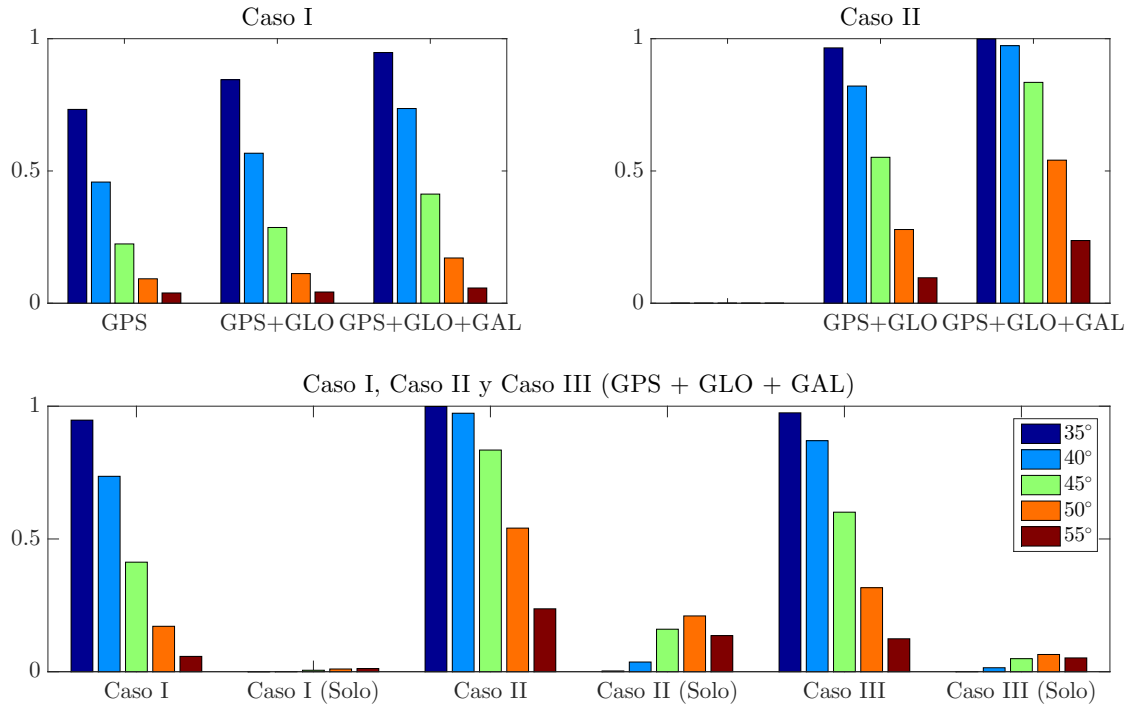 Caso I
1
0.5
0
GPS
GPS+GLO
GPS+GLO+GAL
Caso II
1
0.5
0
GPS+GLO
GPS+GLO+GAL
Caso I, Caso II y Caso III (GPS + GLO + GAL)
1
0.5
0
35°
40°
45°
50°
55°
Caso I
Caso I (Solo)
Caso II
Caso II (Solo)
Caso III
Caso III (Solo)